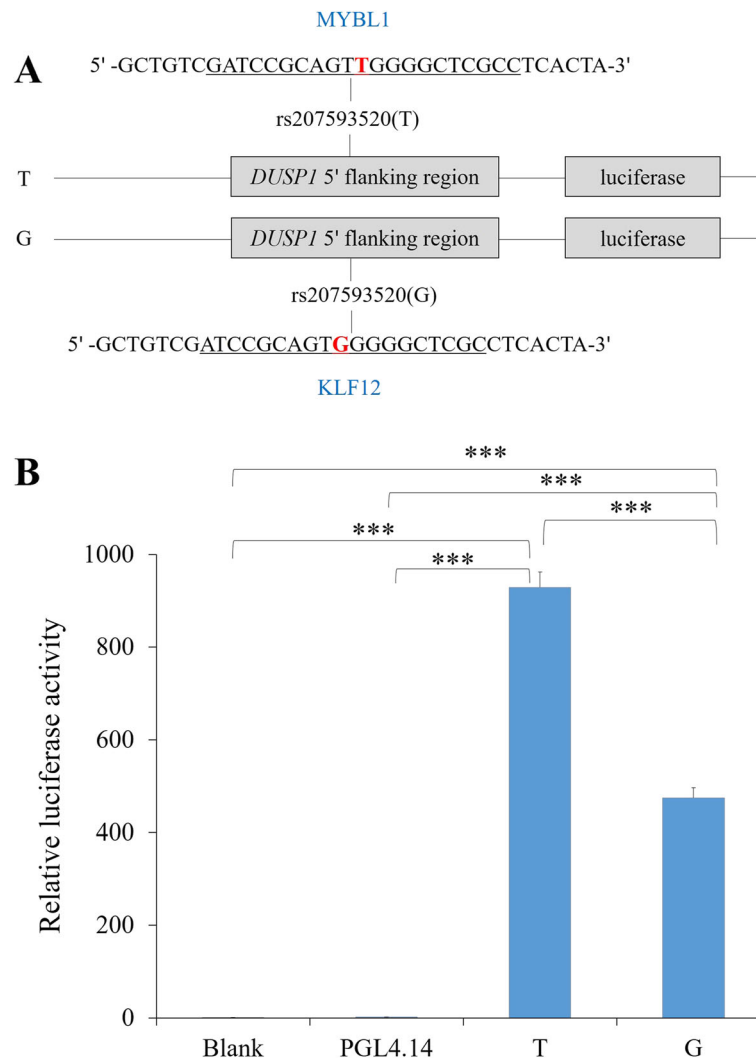 MYBL1
A
5' -GCTGTCGATCCGCAGTTGGGGCTCGCCTCACTA-3'
rs207593520(T)
T
DUSP1 5' flanking region
luciferase
G
DUSP1 5' flanking region
luciferase
rs207593520(G)
5' -GCTGTCGATCCGCAGTGGGGGCTCGCCTCACTA-3'
KLF12
B
***
***
***
***
***
1000
800
600
400
200
0
Relative luciferase activity
Blank
PGL4.14
T
G